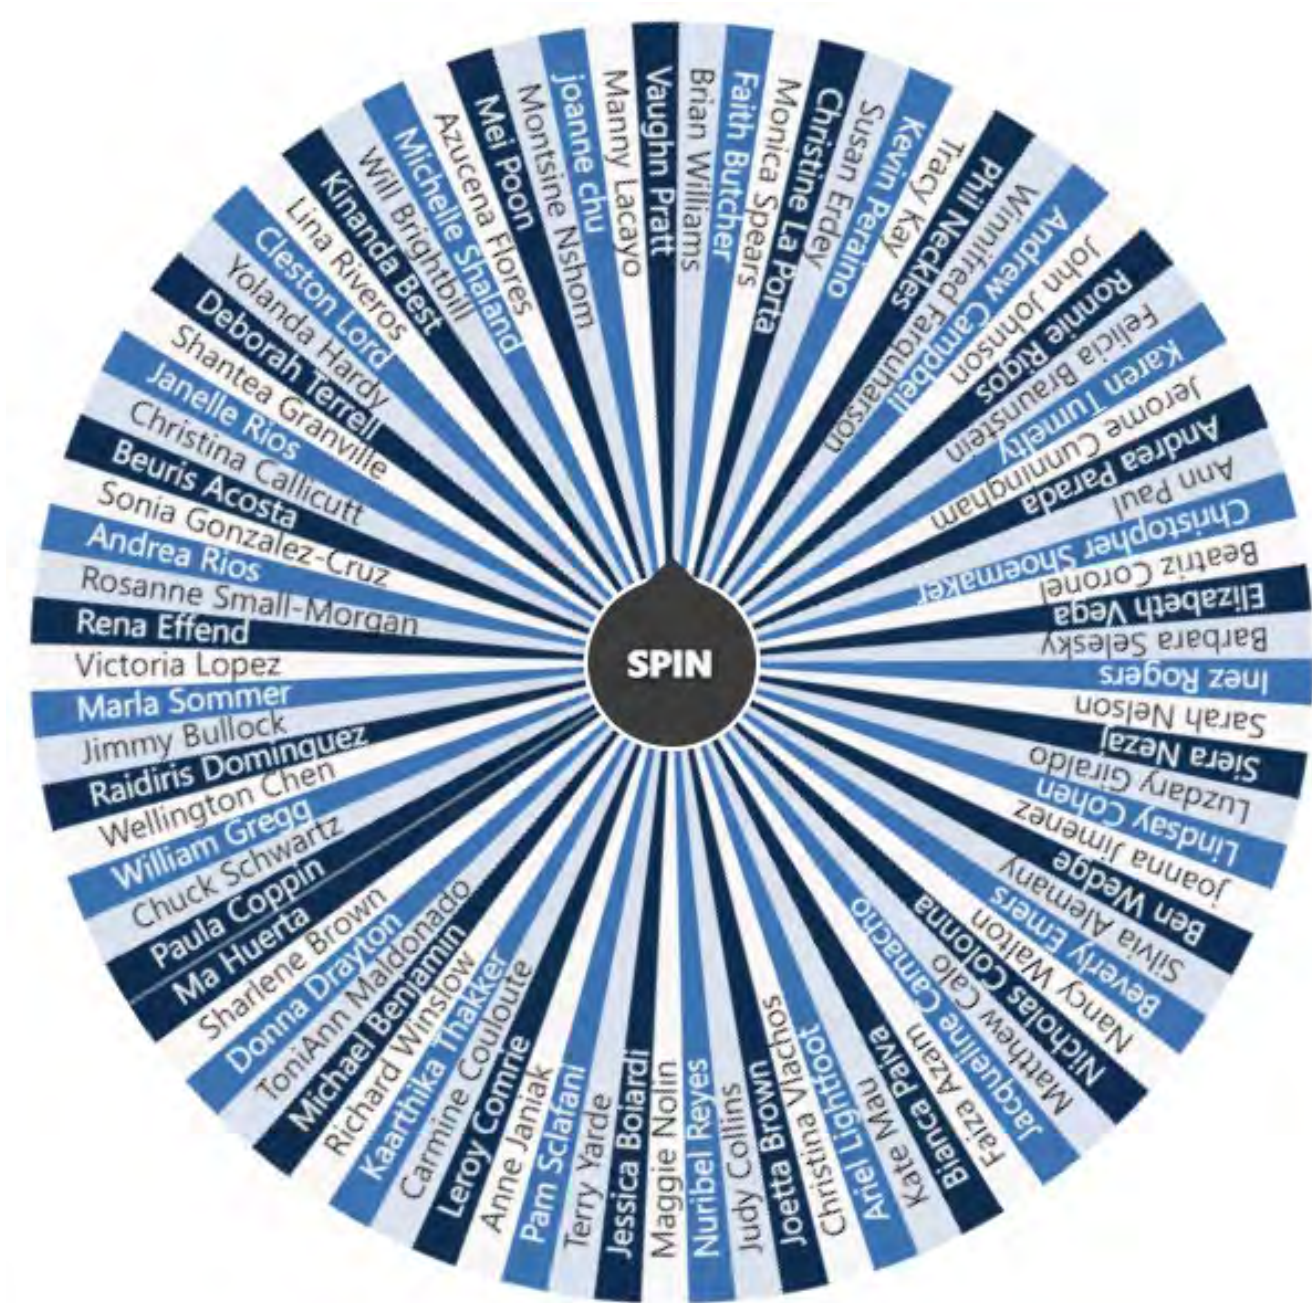 Vaughn Pratt
Brian Williams
Faith Butcher
Monica Spears
Christine La Porta
Susan Erdey
Kevin Peraino
Tracy Kay
Phil Neckles
Winnifred Farquharson
Andrew Campbell
John Johnson
Ronnie Rigos
Felicia Braunstein
Karen Tumelty
Jerome Cunningham
Andrea Parada
Ann Paul
Christopher Shoemaker
Beatriz Coronel
Elizabeth Vega
Barbara Selesky
Inez Rogers
Sarah Nelson
Siera Nezaj
Luzdary Giraldo
Lindsay Cohen
Joanna Jimenez
Ben Wedge
Silvia Alemany
Beverly Emers
Nancy Walton
Nicholas Colonna
Matthew Calo
Jacqueline Camacho
Faiza Azam
Bianca Paiva
Kate Mau
Ariel Lightfoot
Christina Vlachos
Joetta Brown
Judy Collins
Nuribel Reyes
Maggie Nolin
Jessica Boiardi
Terry Yarde
Pam Sclafani
Anne Janiak
Leroy Comrie
Carmine Couloute
Kaarthika Thakker
Richard Winslow
Michael Benjamin
ToniAnn Maldonado
Donna Drayton
Sharlene Brown
Ma Huerta
Paula Coppin
Chuck Schwartz
William Gregg
Wellington Chen
Raidiris Dominguez
Jimmy Bullock
Marla Sommer
Victoria Lopez
Rena Effend
Rosanne Small-Morgan
Andrea Rios
Sonia Gonzalez-Cruz
Beuris Acosta
Christina Callicutt
Janelle Rios
Shantea Granville
Deborah Terrell
Yolanda Hardy
Cleston Lord
Lina Riveros
Kinanda Best
Will Brightbill
Michelle Shaland
Azucena Flores
Mei Poon
Montsine Nshom
joanne chu
Manny Lacayo
SPIN